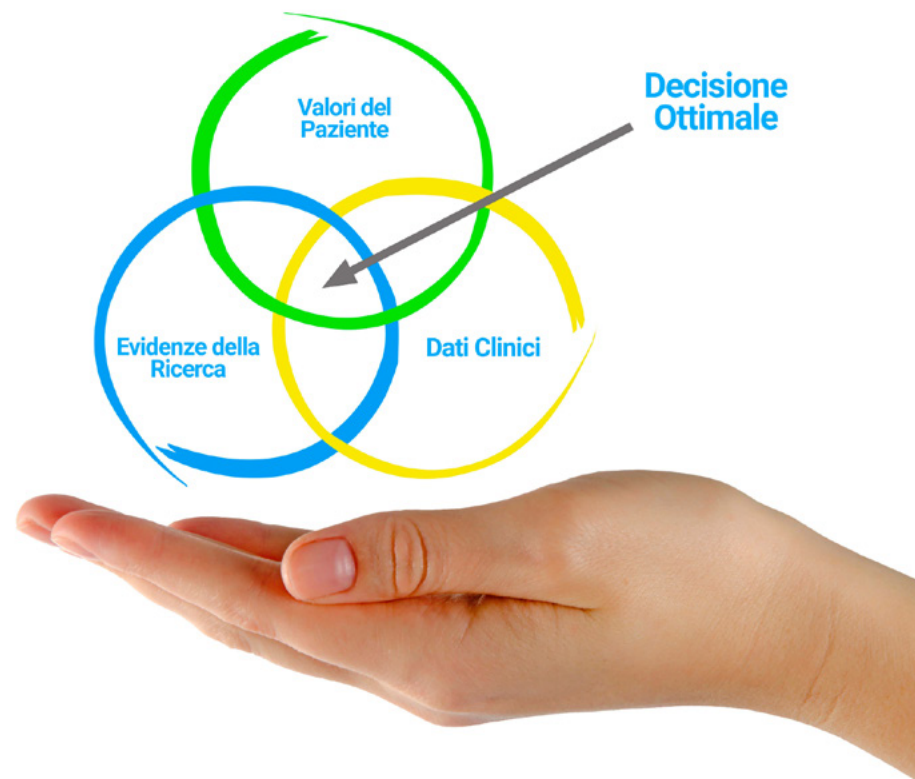 Valori del
Paziente
Decisione
Ottimale
Evidenze della
Ricerca
Dati Clinici